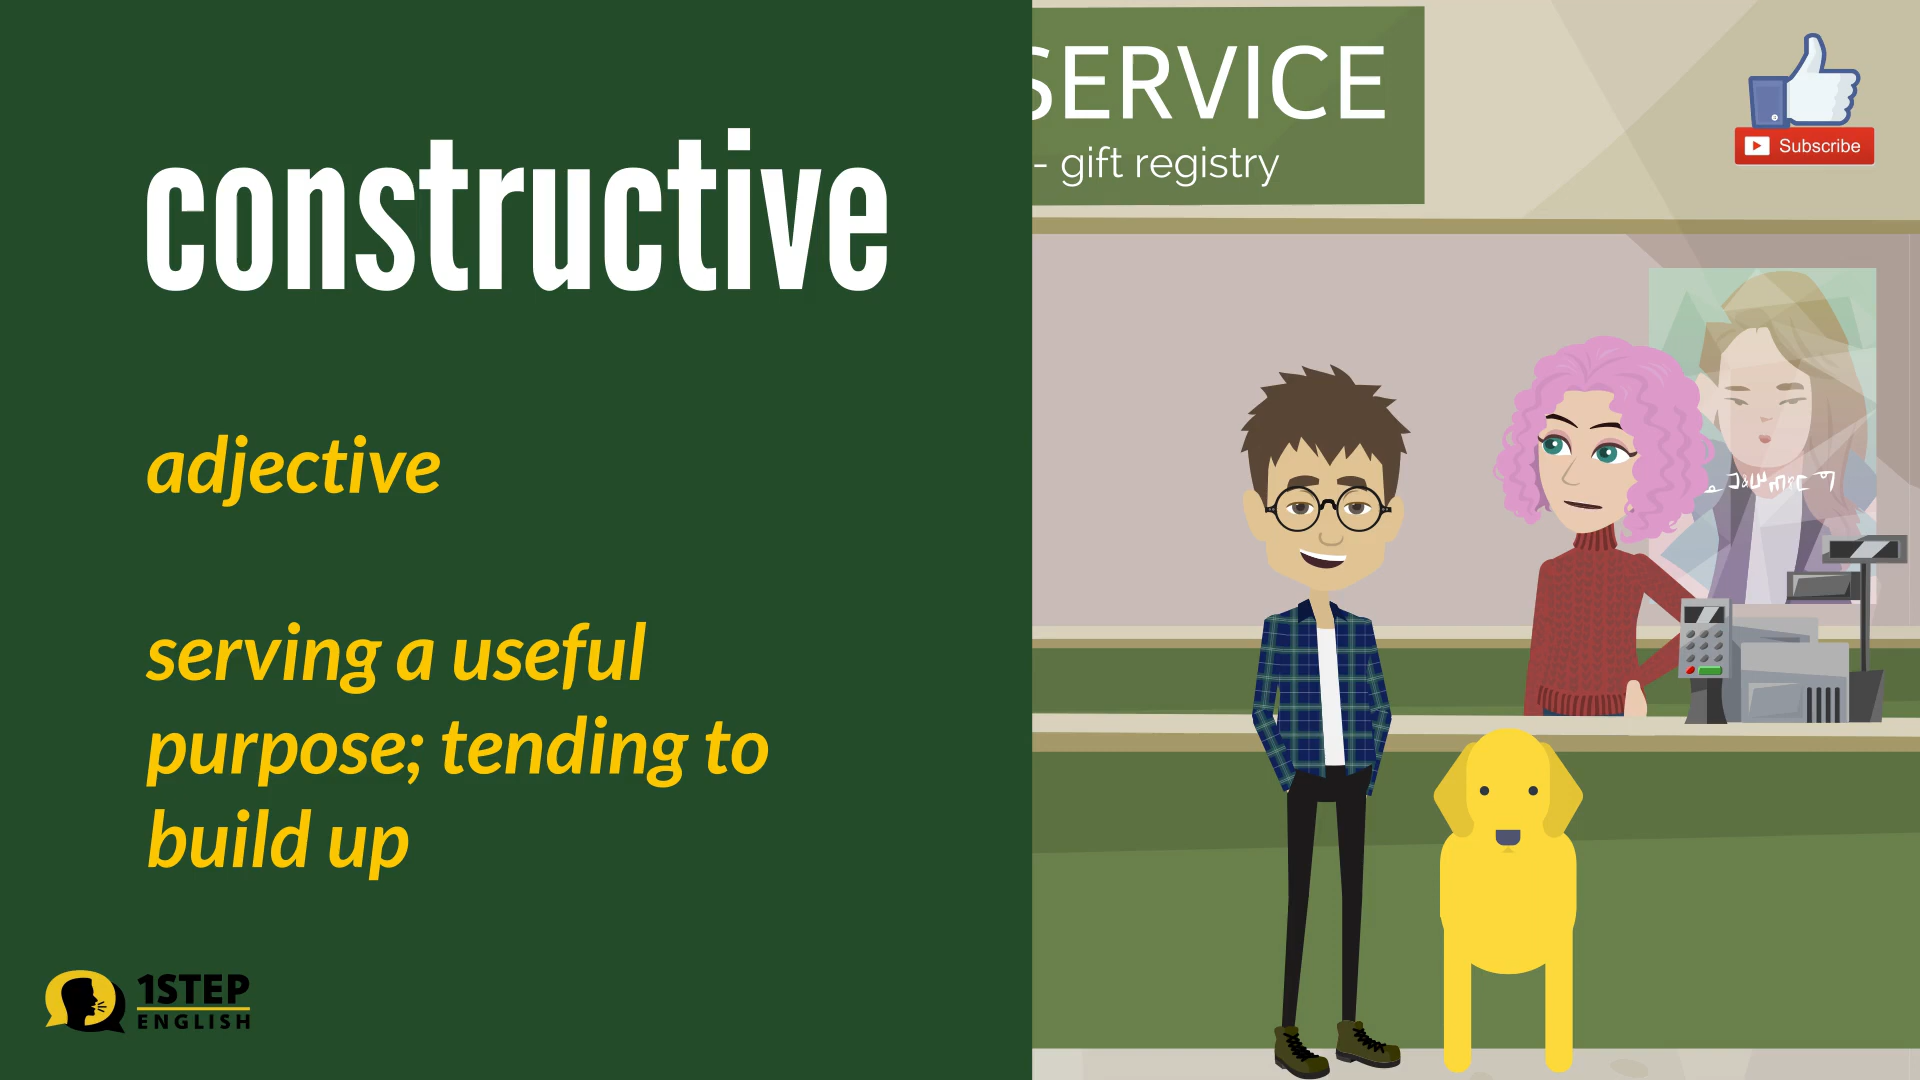 constructive
adjective
serving a useful
purpose; tending to
build up
1STEP
ENGLISH
SERVICE
- gift registry
Subscribe